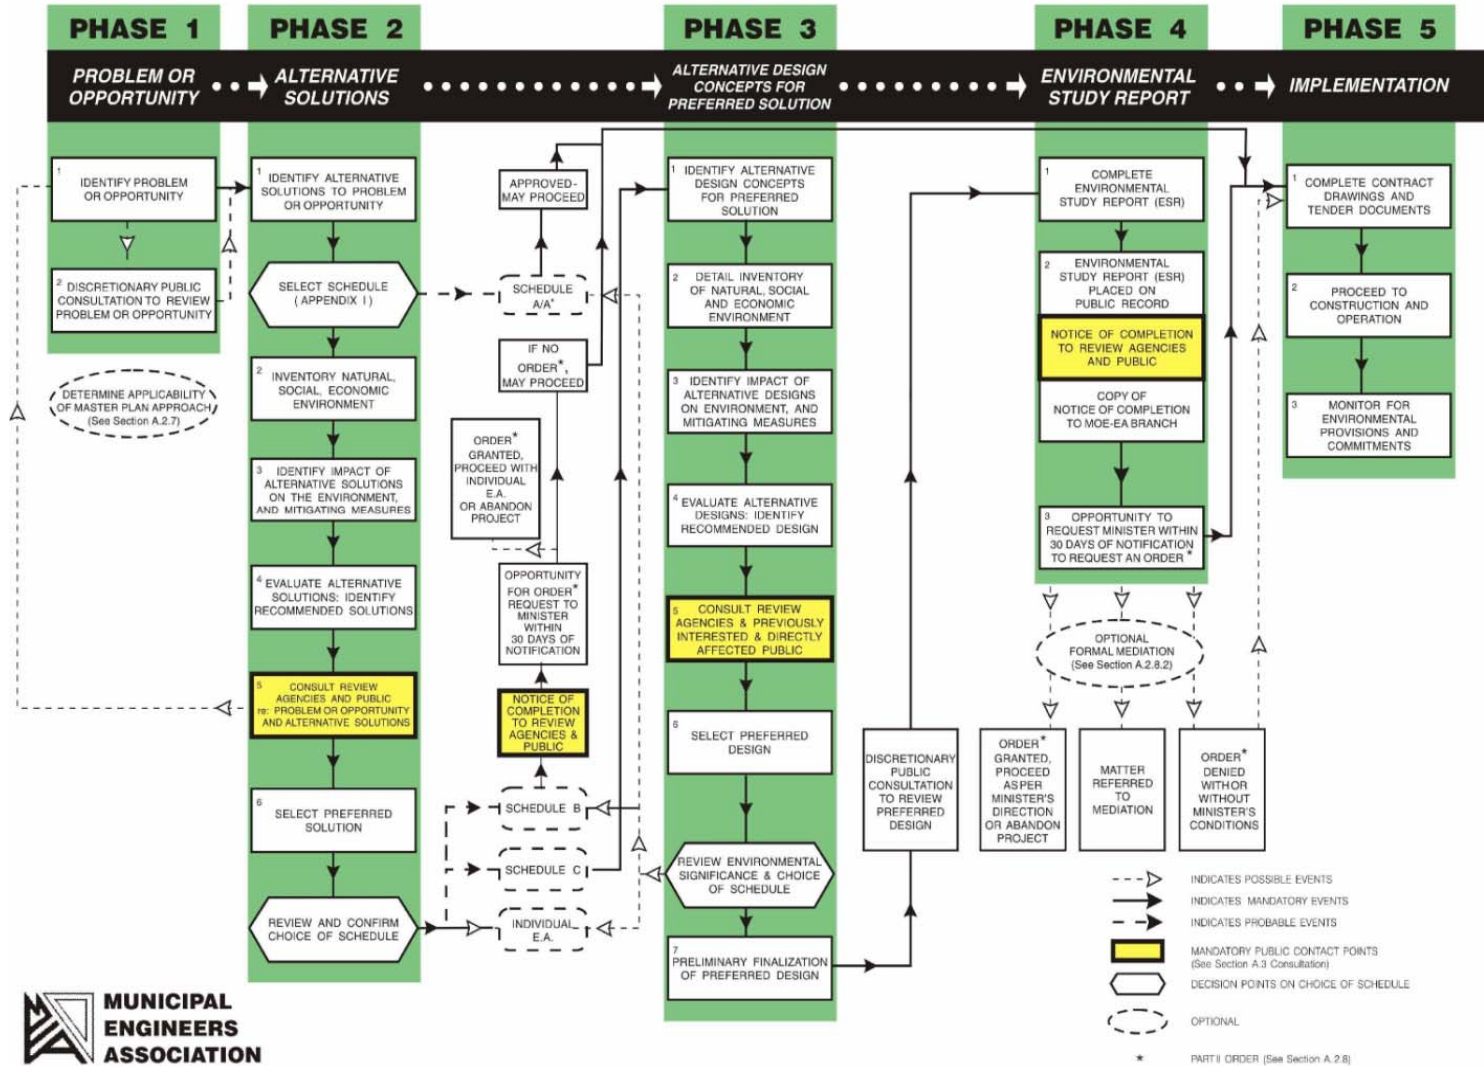 PHASE 1
PHASE 2
PHASE 3
PHASE 4
PHASE 5
PROBLEM OR
OPPORTUNITY
ALTERNATIVE
SOLUTIONS
ALTERNATIVE DESIGN
CONCEPTS FOR
PREFERRED SOLUTION
ENVIRONMENTAL
STUDY REPORT
IMPLEMENTATION
1
IDENTIFY PROBLEM
OR OPPORTUNITY
2 DISCRETIONARY PUBLIC
CONSULTATION TO REVIEW
PROBLEM OR OPPORTUNITY
DETERMINE APPLICABILITY
OF MASTER PLAN APPROACH
(See Section A.2.7)
1
IDENTIFY ALTERNATIVE
SOLUTIONS TO PROBLEM
OR OPPORTUNITY
SELECT SCHEDULE
(APPENDIX I)
2
INVENTORY NATURAL,
SOCIAL, ECONOMIC
ENVIRONMENT
3 IDENTIFY IMPACT OF
ALTERNATIVE SOLUTIONS
ON THE ENVIRONMENT,
AND MITIGATING MEASURES
4 EVALUATE ALTERNATIVE
SOLUTIONS: IDENTIFY
RECOMMENDED SOLUTIONS
5 CONSULT REVIEW
AGENCIES AND PUBLIC
re: PROBLEM OR OPPORTUNITY
AND ALTERNATIVE SOLUTIONS
6
SELECT PREFERRED
SOLUTION
REVIEW AND CONFIRM
CHOICE OF SCHEDULE
APPROVED-
MAY PROCEED
SCHEDULE
A/A+
IF NO
ORDER*,
MAY PROCEED
ORDER*
GRANTED,
PROCEED WITH
INDIVIDUAL
E.A.
OR ABANDON
PROJECT
OPPORTUNITY
FOR ORDER*
REQUEST TO
MINISTER
WITHIN
30 DAYS OF
NOTIFICATION
NOTICE OF
COMPLETION
TO REVIEW
AGENCIES &
PUBLIC
SCHEDULE B
SCHEDULE C
INDIVIDUAL
E.A.
1 IDENTIFY ALTERNATIVE
DESIGN CONCEPTS
FOR PREFERRED
SOLUTION
2 DETAIL INVENTORY
OF NATURAL, SOCIAL
AND ECONOMIC
ENVIRONMENT
3 IDENTIFY IMPACT OF
ALTERNATIVE DESIGNS
ON ENVIRONMENT, AND
MITIGATING MEASURES
4 EVALUATE ALTERNATIVE
DESIGNS: IDENTIFY
RECOMMENDED DESIGN
5 CONSULT REVIEW
AGENCIES & PREVIOUSLY
INTERESTED & DIRECTLY
AFFECTED PUBLIC
6
SELECT PREFERRED
DESIGN
REVIEW ENVIRONMENTAL
SIGNIFICANCE & CHOICE
OF SCHEDULE
7
PRELIMINARY FINALIZATION
OF PREFERRED DESIGN
DISCRETIONARY
PUBLIC
CONSULTATION
TO REVIEW
PREFERRED
DESIGN
1
COMPLETE
ENVIRONMENTAL
STUDY REPORT (ESR)
2 ENVIRONMENTAL
STUDY REPORT (ESR)
PLACED ON
PUBLIC RECORD
NOTICE OF COMPLETION
TO REVIEW AGENCIES
AND PUBLIC
COPY OF
NOTICE OF COMPLETION
TO MOE-EA BRANCH
3 OPPORTUNITY TO
REQUEST MINISTER WITHIN
30 DAYS OF NOTIFICATION
TO REQUEST AN ORDER*
OPTIONAL
FORMAL MEDIATION
(See Section A.2.8.2)
ORDER*
GRANTED,
PROCEED
AS PER
MINISTER'S
DIRECTION
OR ABANDON
PROJECT
MATTER
REFERRED
TO
MEDIATION
ORDER*
DENIED
WITH OR
WITHOUT
MINISTER'S
CONDITIONS
1
COMPLETE CONTRACT
DRAWINGS AND
TENDER DOCUMENTS
2
PROCEED TO
CONSTRUCTION AND
OPERATION
3 MONITOR FOR
ENVIRONMENTAL
PROVISIONS AND
COMMITMENTS
INDICATES POSSIBLE EVENTS
INDICATES MANDATORY EVENTS
INDICATES PROBABLE EVENTS
MANDATORY PUBLIC CONTACT POINTS
(See Section A.3 Consultation)
DECISION POINTS ON CHOICE OF SCHEDULE
OPTIONAL
* PART II ORDER (See Section A.2.8)
MEA
MUNICIPAL
ENGINEERS
ASSOCIATION